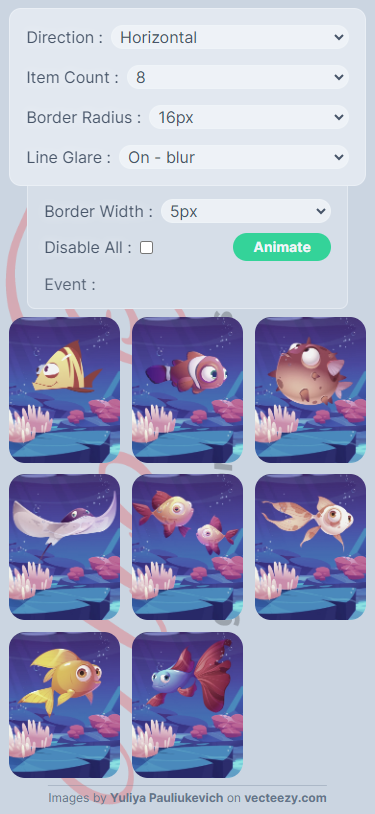 Direction : Horizontal
Item Count : 8
Border Radius : 16px
Line Glare : On - blur
Border Width : 5px
Disable All : Animate
Event :
Images by Yuliya Pauliukevich on vecteezy.com